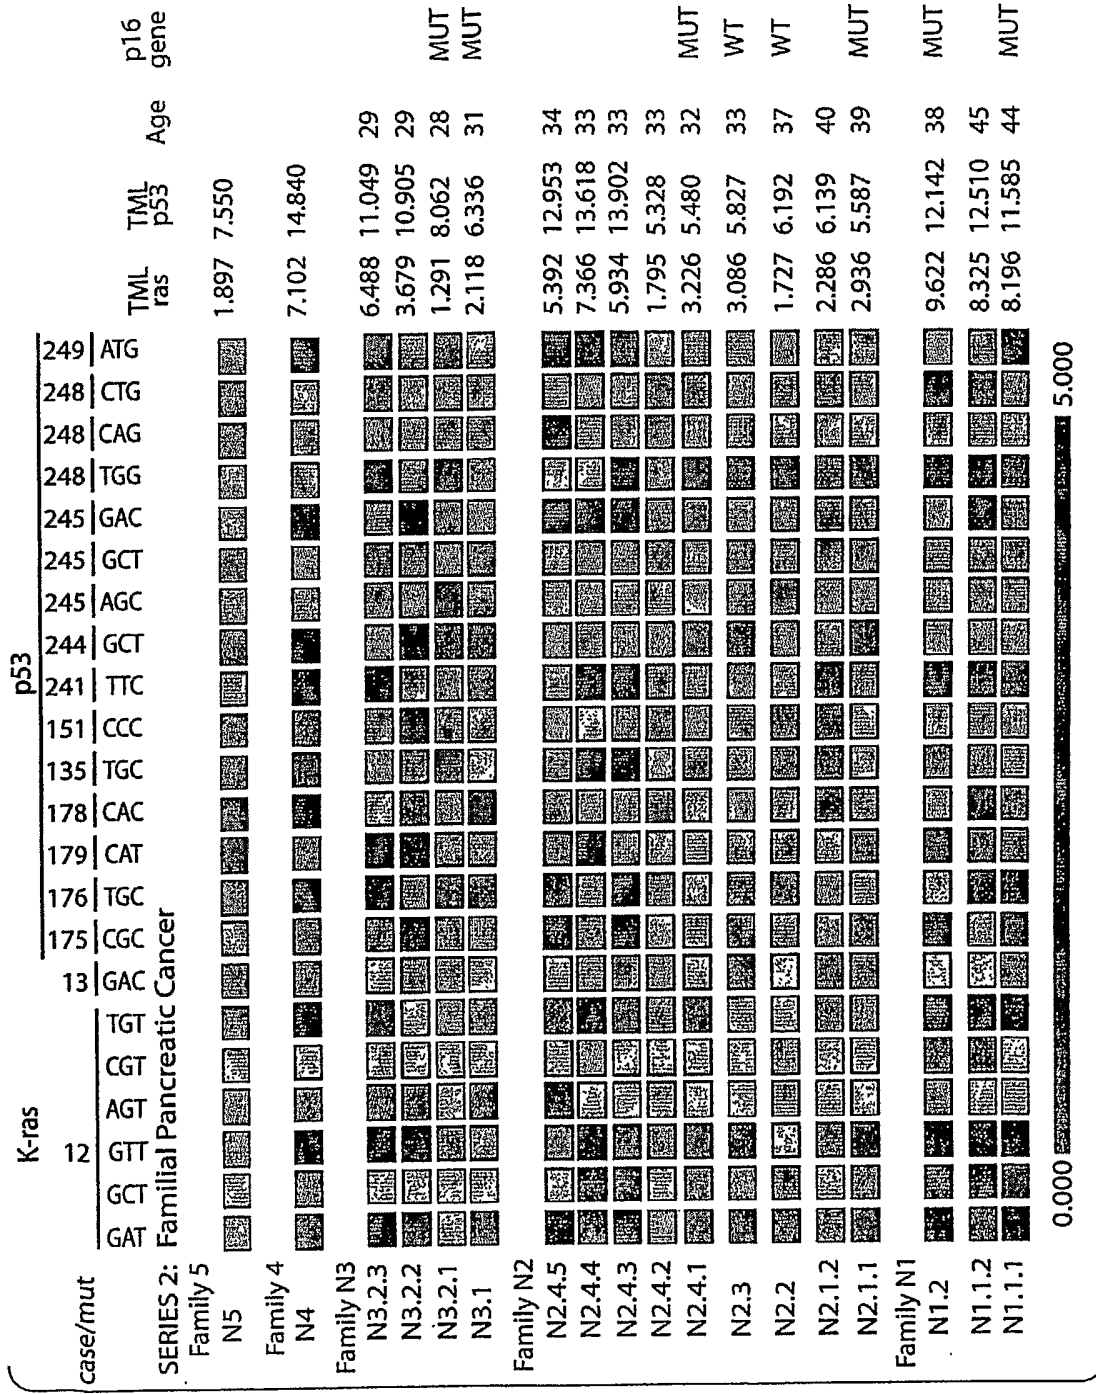 K-ras p53
12 13 175 176 179 178 135 151 241 244 245 245 245 248 248 248 249 TML ras TML p53 Age p16 gene
case/mut GAT GCT GTT AGT CGT TGT GAC CGC TGC CAT CAC TGC CCC TTC GCT AGC GCT GAC TGG CAG CTG ATG
SERIES 2: Familial Pancreatic Cancer
Family 5
N5 1.897 7.550
Family 4
N4 7.102 14.840
Family N3
N3.2.3 6.488 11.049 29
N3.2.2 3.679 10.905 29
N3.2.1 1.291 8.062 28 MUT
N3.1 2.118 6.336 31 MUT
Family N2
N2.4.5 5.392 12.953 34
N2.4.4 7.366 13.618 33
N2.4.3 5.934 13.902 33
N2.4.2 1.795 5.328 33
N2.4.1 3.226 5.480 32 MUT
N2.3 3.086 5.827 33 WT
N2.2 1.727 6.192 37 WT
N2.1.2 2.286 6.139 40
N2.1.1 2.936 5.587 39 MUT
Family N1
N1.2 9.622 12.142 38 MUT
N1.1.2 8.325 12.510 45
N1.1.1 8.196 11.585 44 MUT
0.000 5.000